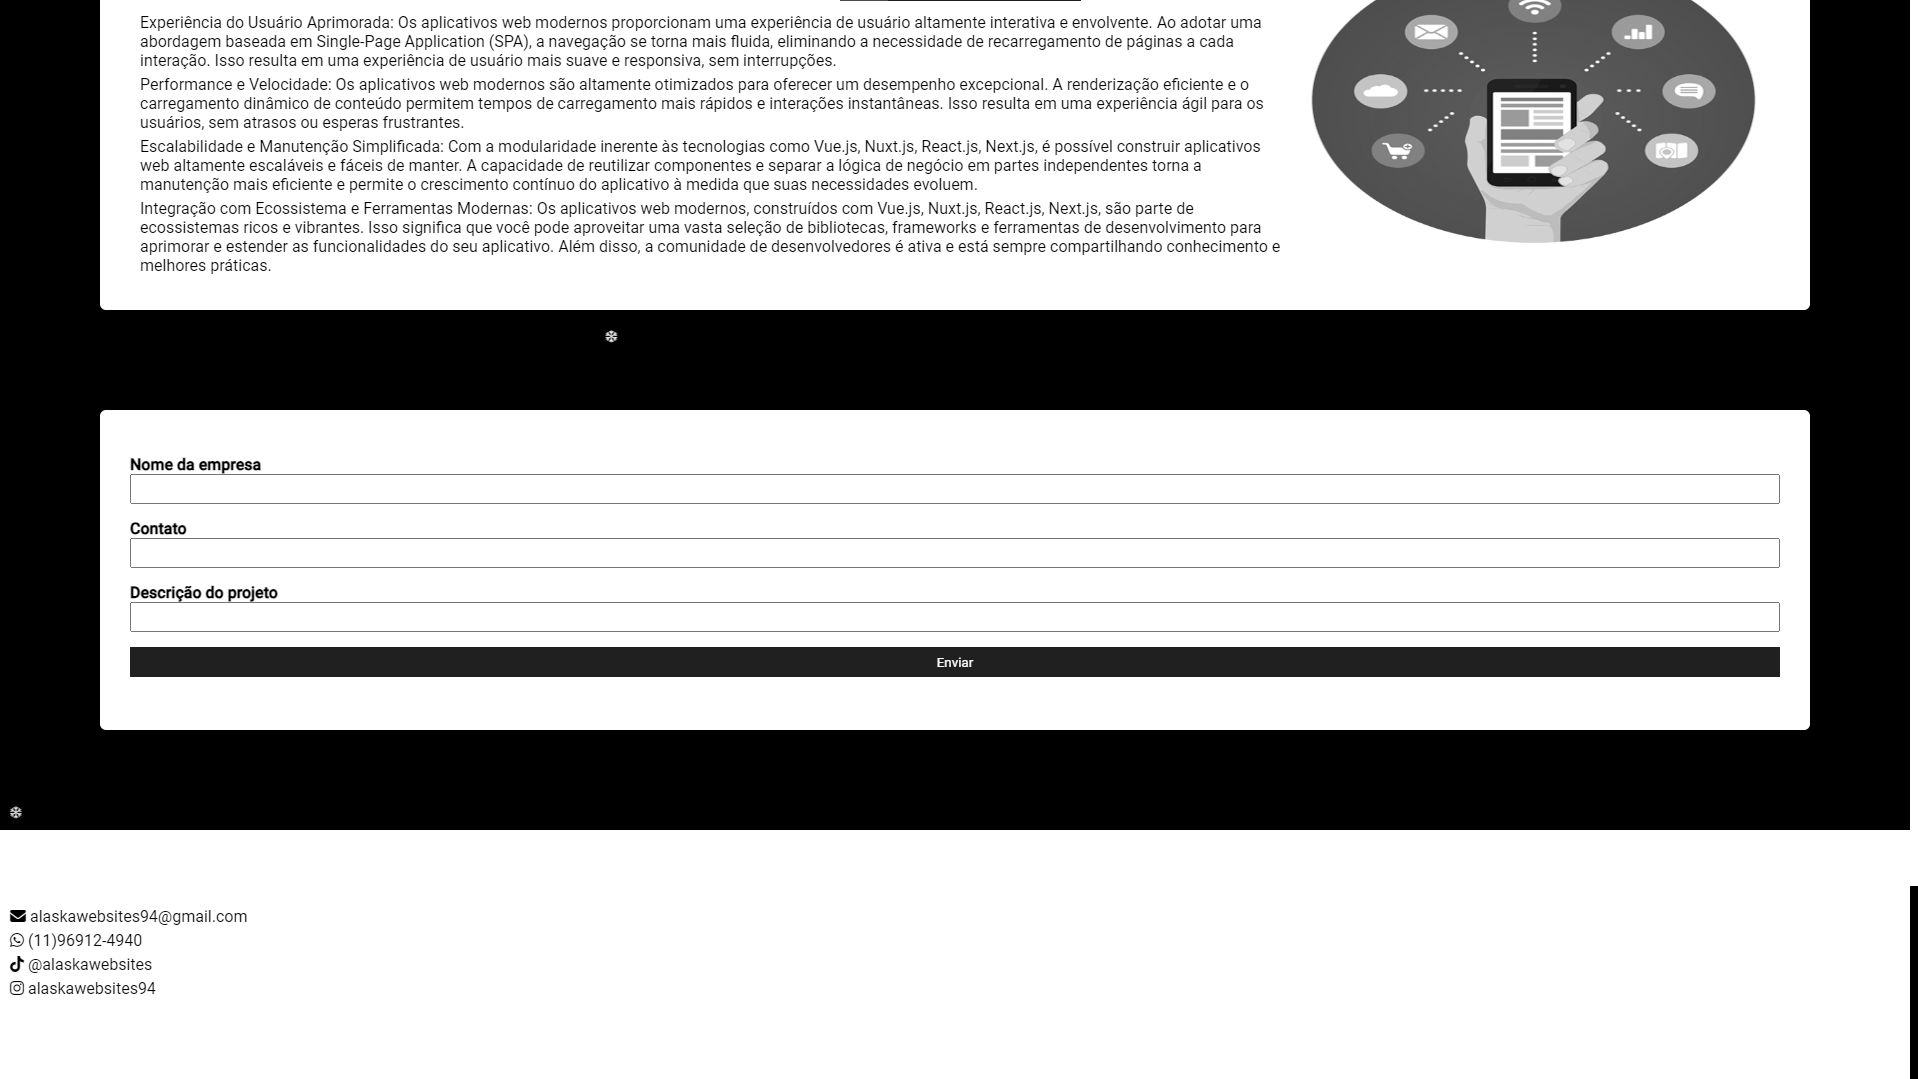 Experiência do Usuário Aprimorada: Os aplicativos web modernos proporcionam uma experiência de usuário altamente interativa e envolvente. Ao adotar uma
abordagem baseada em Single-Page Application (SPA), a navegação se torna mais fluida, eliminando a necessidade de recarregamento de páginas a cada
interação. Isso resulta em uma experiência de usuário mais suave e responsiva, sem interrupções.
Performance e Velocidade: Os aplicativos web modernos são altamente otimizados para oferecer um desempenho excepcional. A renderização eficiente e o
carregamento dinâmico de conteúdo permitem tempos de carregamento mais rápidos e interações instantâneas. Isso resulta em uma experiência ágil para os
usuários, sem atrasos ou esperas frustrantes.
Escalabilidade e Manutenção Simplificada: Com a modularidade inerente às tecnologias como Vue.js, Nuxt.js, React.js, Next.js, é possível construir aplicativos
web altamente escaláveis e fáceis de manter. A capacidade de reutilizar componentes e separar a lógica de negócio em partes independentes torna a
manutenção mais eficiente e permite o crescimento contínuo do aplicativo à medida que suas necessidades evoluem.
Integração com Ecossistema e Ferramentas Modernas: Os aplicativos web modernos, construídos com Vue.js, Nuxt.js, React.js, Next.js, são parte de
ecossistemas ricos e vibrantes. Isso significa que você pode aproveitar uma vasta seleção de bibliotecas, frameworks e ferramentas de desenvolvimento para
aprimorar e estender as funcionalidades do seu aplicativo. Além disso, a comunidade de desenvolvedores é ativa e está sempre compartilhando conhecimento e
melhores práticas.
Nome da empresa
Contato
Descrição do projeto
Enviar
alaskawebsites94@gmail.com
(11)96912-4940
@alaskawebsites
alaskawebsites94